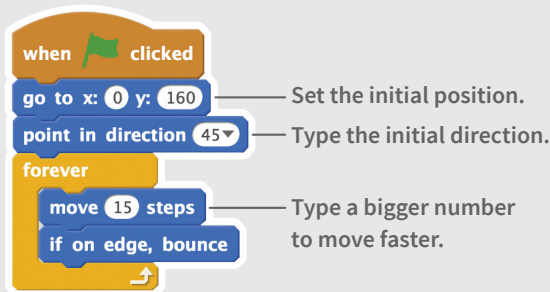 when clicked
go to x: 0 y: 160
Set the initial position.
point in direction 45
Type the initial direction.
forever
move 15 steps
Type a bigger number
to move faster.
if on edge, bounce